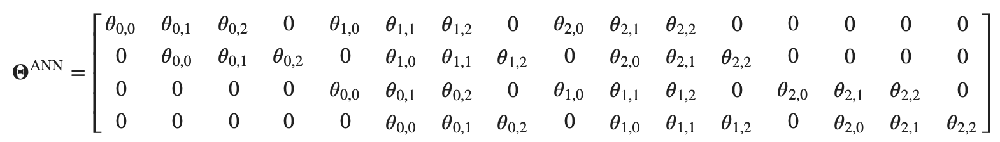 Θ^ANN = [ θ0,0 θ0,1 θ0,2 0 θ1,0 θ1,1 θ1,2 0 θ2,0 θ2,1 θ2,2 0 0 0 0 0
0 θ0,0 θ0,1 θ0,2 0 θ1,0 θ1,1 θ1,2 0 θ2,0 θ2,1 θ2,2 0 0 0 0
0 0 0 0 θ0,0 θ0,1 θ0,2 0 θ1,0 θ1,1 θ1,2 0 θ2,0 θ2,1 θ2,2 0
0 0 0 0 0 θ0,0 θ0,1 θ0,2 0 θ1,0 θ1,1 θ1,2 0 θ2,0 θ2,1 θ2,2 ]